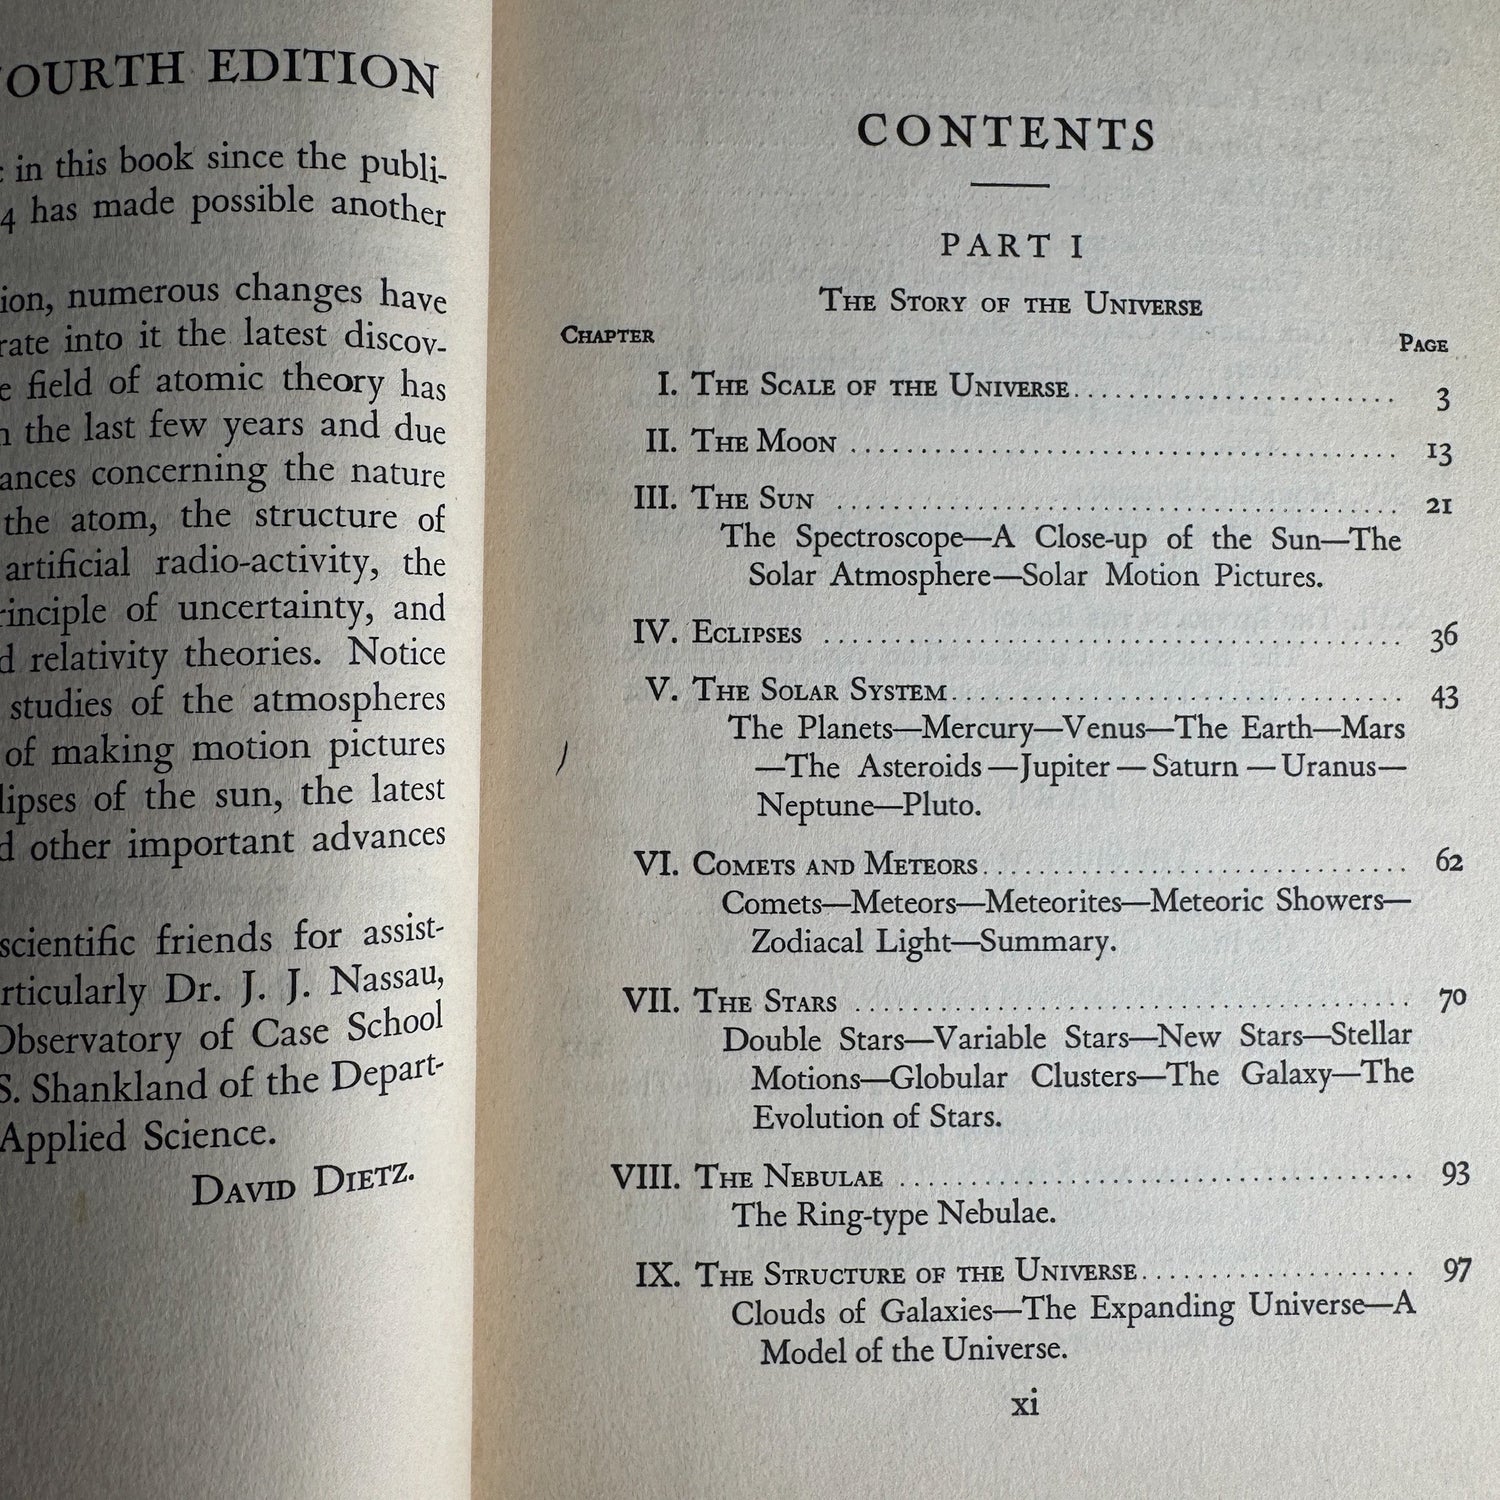 OURTH EDITION
in this book since the publi-
4 has made possible another
ion, numerous changes have
rate into it the latest discov-
e field of atomic theory has
n the last few years and due
ances concerning the nature
the atom, the structure of
artificial radio-activity, the
rinciple of uncertainty, and
d relativity theories. Notice
studies of the atmospheres
of making motion pictures
lipses of the sun, the latest
d other important advances
scientific friends for assist-
rticularly Dr. J. J. Nassau,
Observatory of Case School
S. Shankland of the Depart-
Applied Science.
DAVID DIETZ.
CONTENTS
PART I
THE STORY OF THE UNIVERSE
CHAPTER PAGE
I. THE SCALE OF THE UNIVERSE 3
II. THE MOON 13
III. THE SUN 21
The Spectroscope—A Close-up of the Sun—The
Solar Atmosphere—Solar Motion Pictures.
IV. ECLIPSES 36
V. THE SOLAR SYSTEM 43
The Planets—Mercury—Venus—The Earth—Mars
—The Asteroids—Jupiter—Saturn—Uranus—
Neptune—Pluto.
VI. COMETS AND METEORS 62
Comets—Meteors—Meteorites—Meteoric Showers—
Zodiacal Light—Summary.
VII. THE STARS 70
Double Stars—Variable Stars—New Stars—Stellar
Motions—Globular Clusters—The Galaxy—The
Evolution of Stars.
VIII. THE NEBULAE 93
The Ring-type Nebulae.
IX. THE STRUCTURE OF THE UNIVERSE 97
Clouds of Galaxies—The Expanding Universe—A
Model of the Universe.
xi